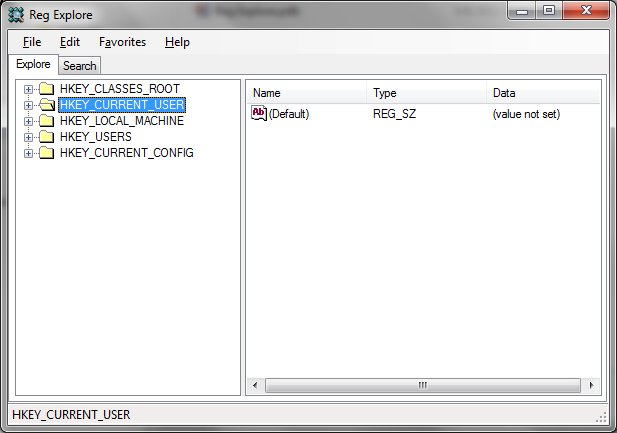 Reg Explore
File Edit Favorites Help
Explore Search
HKEY_CLASSES_ROOT
HKEY_CURRENT_USER
HKEY_LOCAL_MACHINE
HKEY_USERS
HKEY_CURRENT_CONFIG
Name Type Data
Ab (Default) REG_SZ (value not set)
HKEY_CURRENT_USER